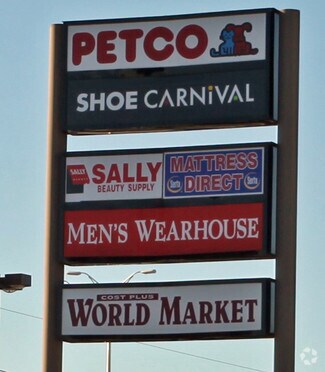 PETCO
SHOE CARNIVAL
SALLY
SALLY
BEAUTY SUPPLY
MATTRESS
DIRECT
MEN'S WEARHOUSE
COST PLUS
WORLD MARKET